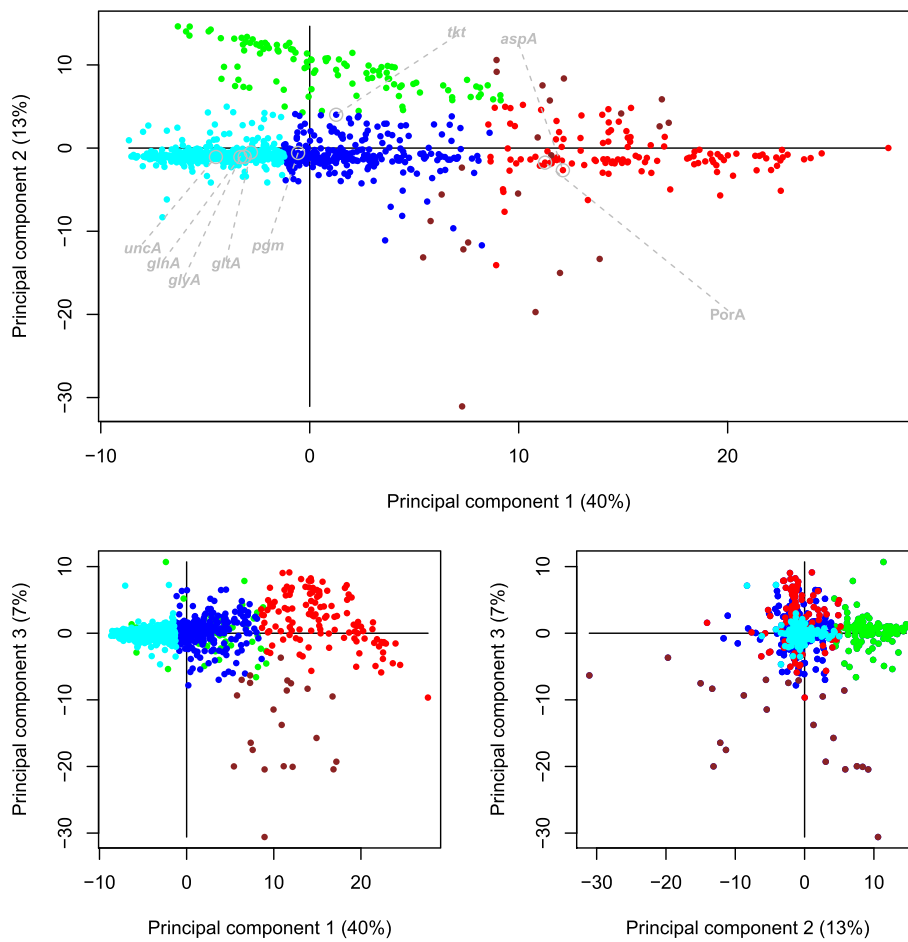 Principal component 2 (13%)
10
0
−10
−20
−30
tkt
aspA
uncA
glnA
glyA
gltA
pgm
PorA
−10
0
10
20
Principal component 1 (40%)
Principal component 3 (7%)
10
0
−10
−20
−30
−10
0
10
20
Principal component 1 (40%)
Principal component 3 (7%)
10
0
−10
−20
−30
−30
−20
−10
0
10
Principal component 2 (13%)